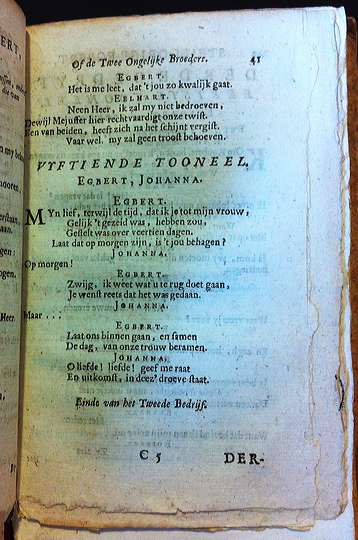 Of de Twee Ongelijke Broeders. 41
EGBERT.
Het is me leet, dat 't jou zo kwalijk gaat.
EELHART.
Neen Heer, ik zal my niet bedroeven,
Dewijl Mejuffer hier rechtvaardigt onze twist.
Een van beiden, heeft zich na het schijnt vergist.
Vaar wel, my zal geen troost behoeven.
VYFTIENDE TOONEEL.
EGBERT, JOHANNA.
EGBERT.
MYn lief, terwijl de tijd, dat ik je tot mijn vrouw,
Gelijk 't gezeid was, hebben zou,
Gestelt was over veertien dagen.
Laat dat op morgen zijn, is 't jou behagen?
JOHANNA.
Op morgen!
EGBERT.
Zwijg, ik weet wat u te rug doet gaan,
Je wenst reets dat het was gedaan.
JOHANNA.
Maar . . .
EGBERT.
Laat ons binnen gaan, en samen
De dag, van onze trouw beramen.
JOHANNA.
O liefde! liefde! geef me raat
En uitkomst, in deez' droeve staat.
Einde van het Tweede Bedrijf.
C 5 DER-